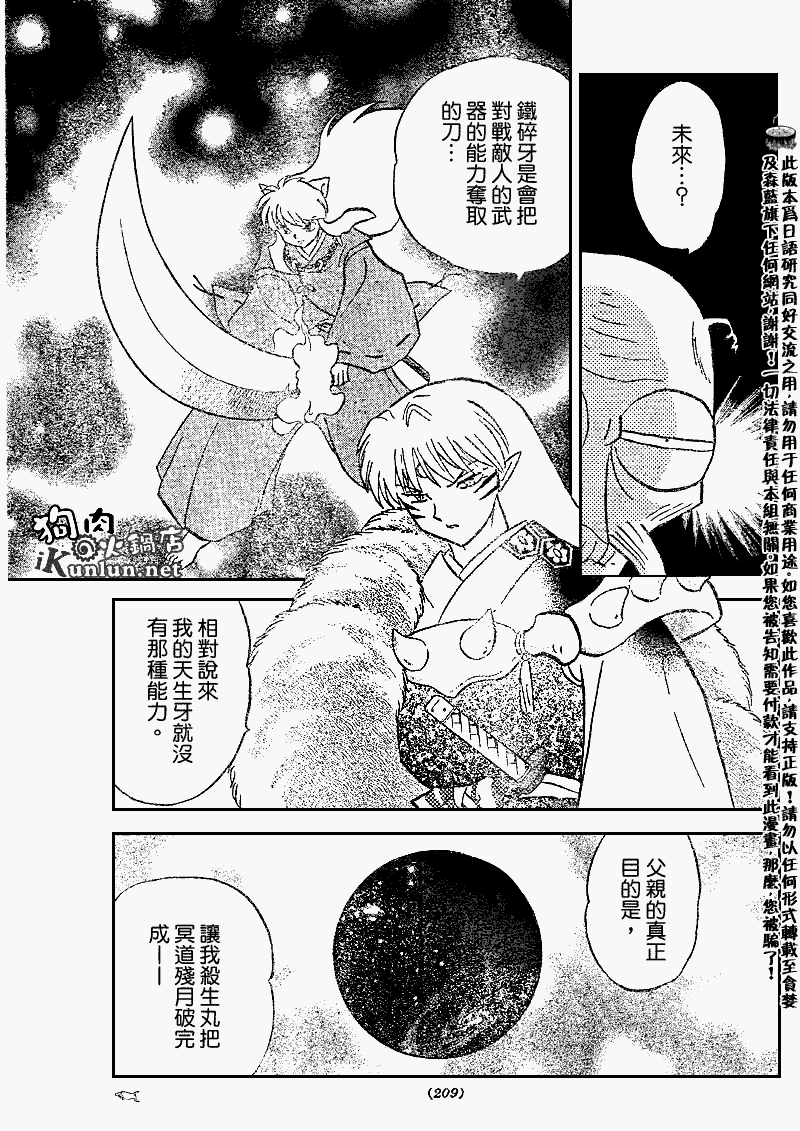 未來…?
鐵碎牙是會把
對戰敵人的武
器的能力奪取
的刀…
相對說來
我的天生牙就沒
有那種能力。
父親的真正
目的是,
讓我殺生丸把
冥道殘月破完
成——
(209)
狗肉
火鍋店
iKunlun.net
此版本爲日語研究同好交流之用,請勿用于任何商業用途。如您喜歡此作品,請支持正版!請勿以任何形式轉載至貪婪
及森藍旗下任何網站,謝謝!一切法律責任與本組無關。如果您被告知需要付款才能看到此漫畫,那麼,您被騙了!